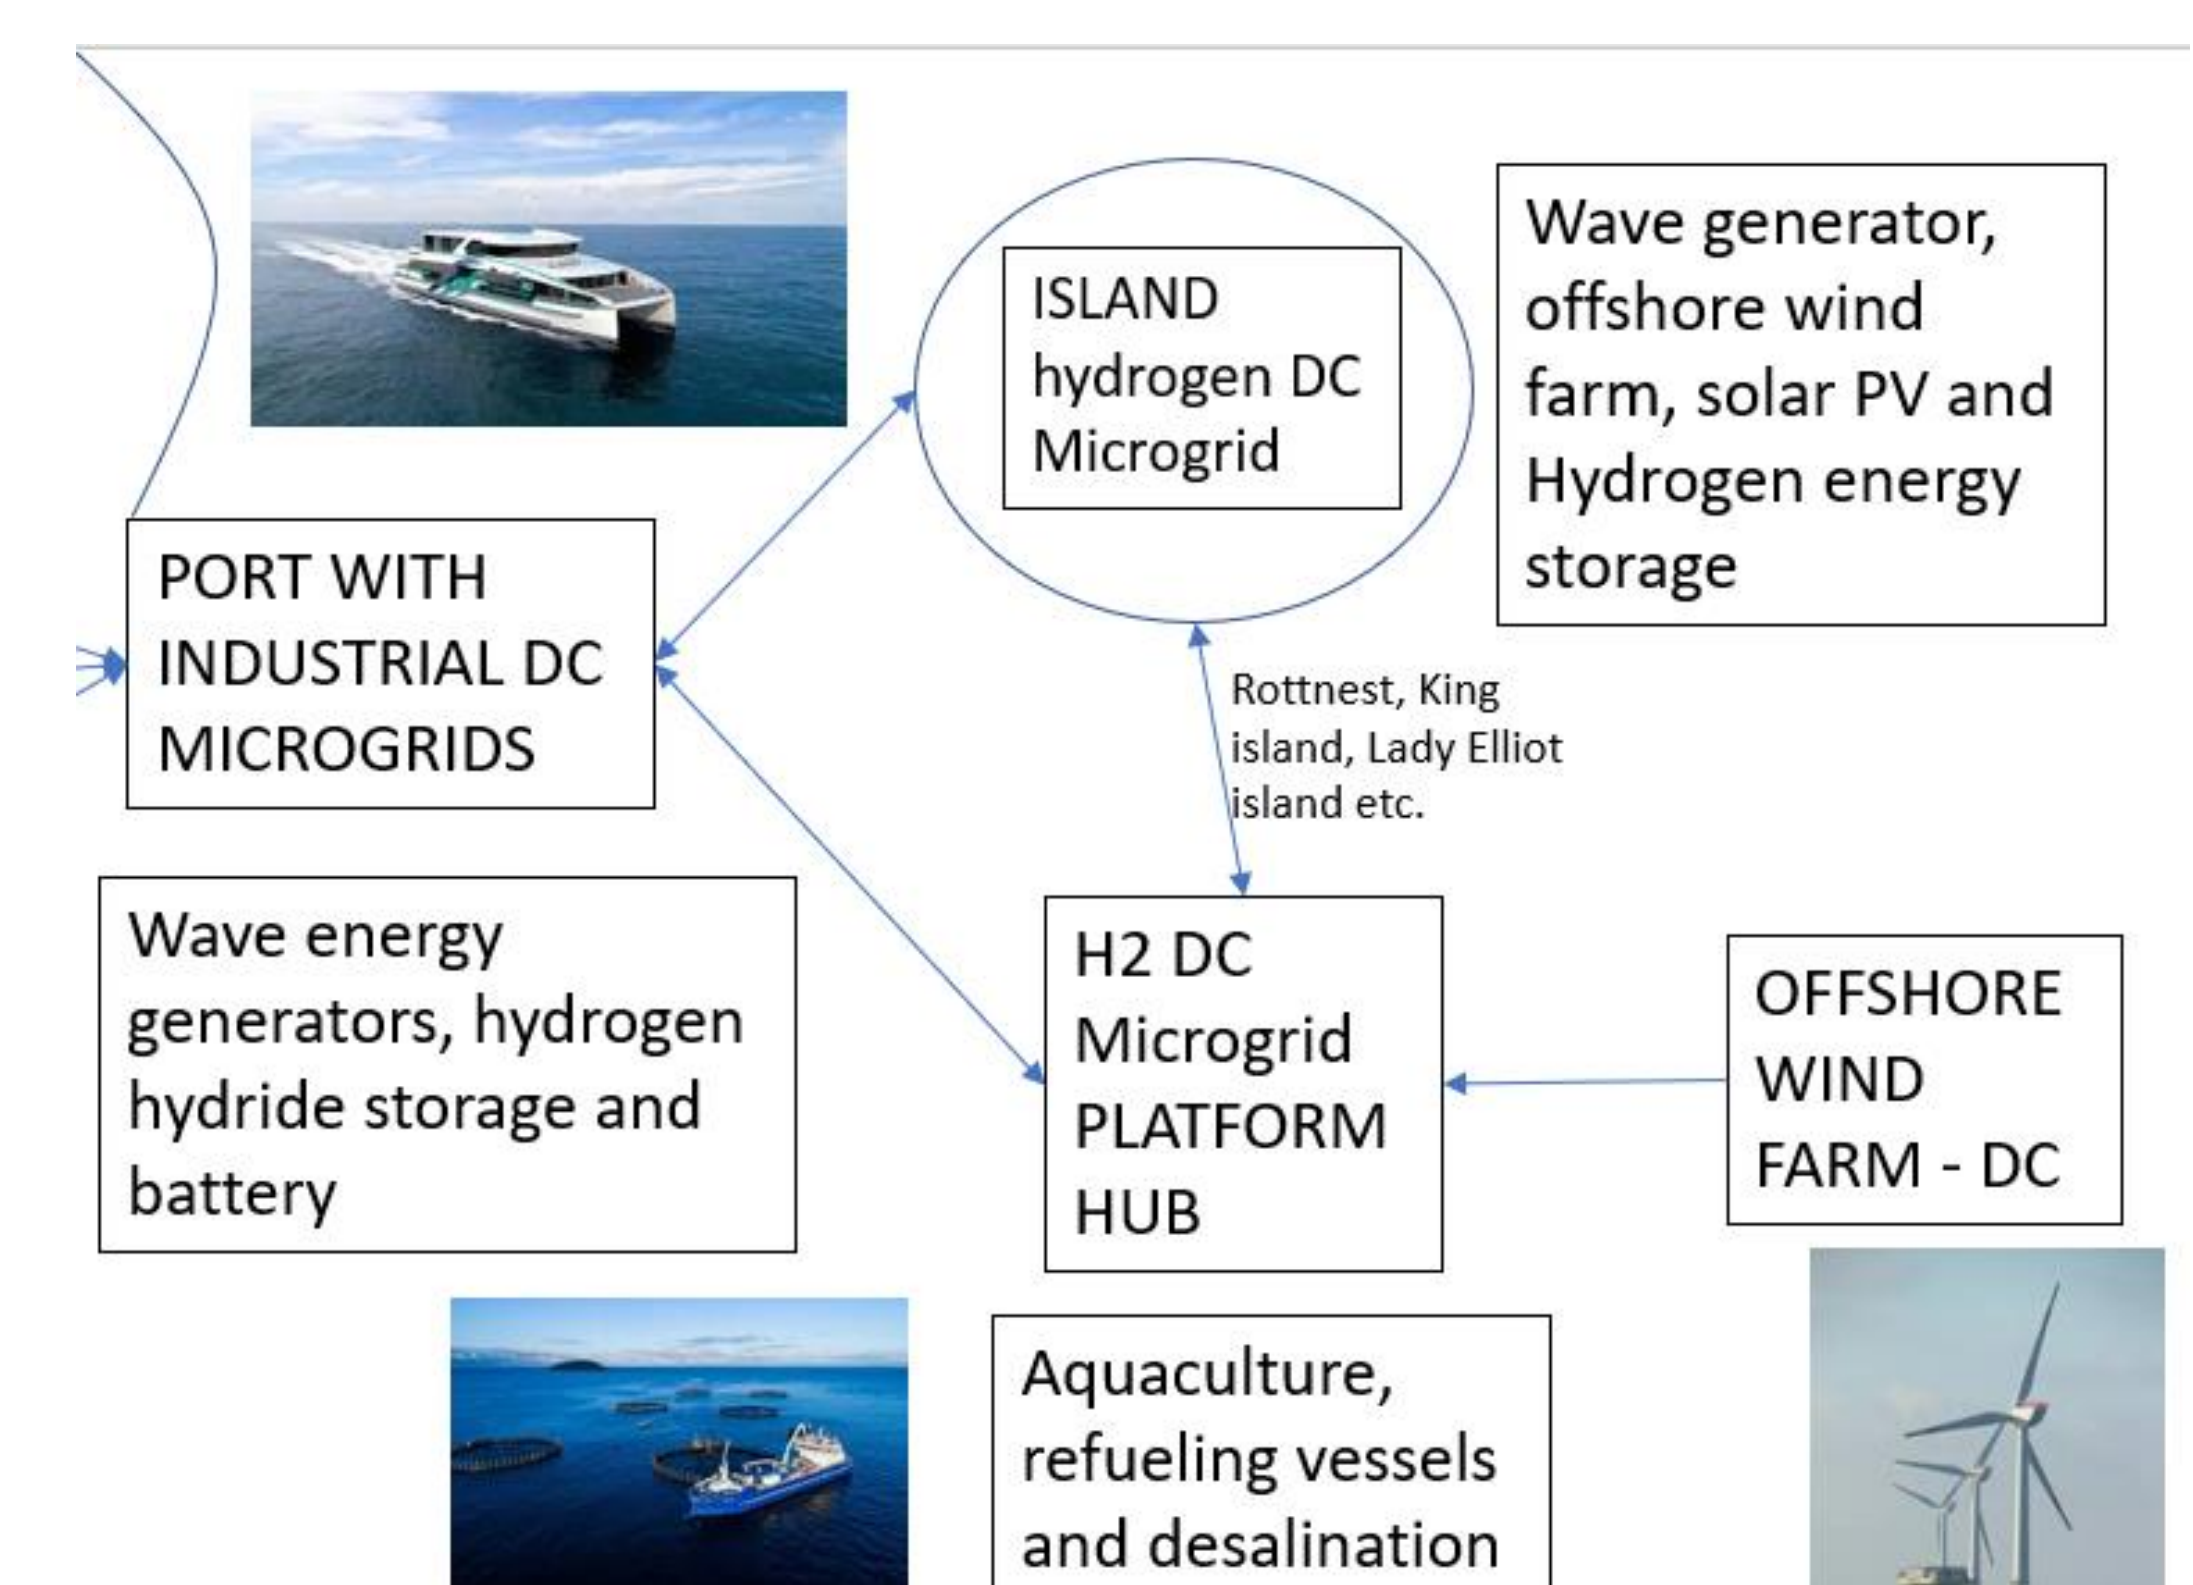 ISLAND
hydrogen DC
Microgrid
Wave generator,
offshore wind
farm, solar PV and
Hydrogen energy
storage
PORT WITH
INDUSTRIAL DC
MICROGRIDS
Rottnest, King
island, Lady Elliot
island etc.
Wave energy
generators, hydrogen
hydride storage and
battery
H2 DC
Microgrid
PLATFORM
HUB
OFFSHORE
WIND
FARM - DC
Aquaculture,
refueling vessels
and desalination